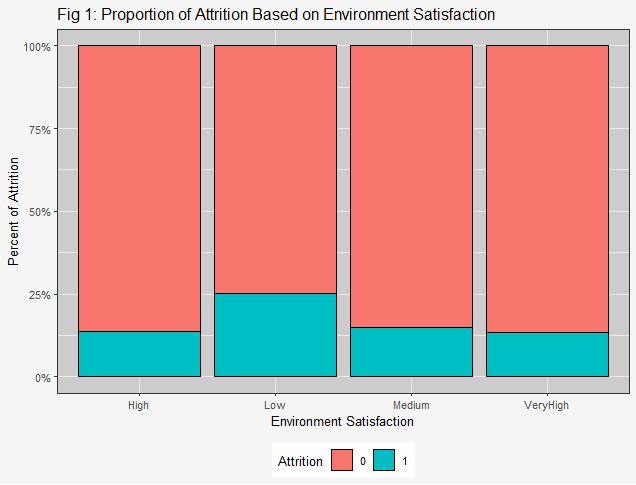 Fig 1: Proportion of Attrition Based on Environment Satisfaction
Percent of Attrition
100%
75%
50%
25%
0%
High Low Medium VeryHigh
Environment Satisfaction
Attrition 0 1